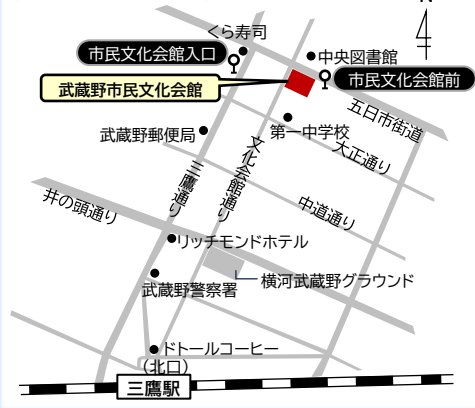 N
くら寿司
市民文化会館入口
中央図書館
市民文化会館前
武蔵野市民文化会館
五日市街道
武蔵野郵便局
第一中学校
大正通り
文化会館通り
三鷹通り
中道通り
井の頭通り
リッチモンドホテル
横河武蔵野グラウンド
武蔵野警察署
ドトールコーヒー
(北口)
三鷹駅